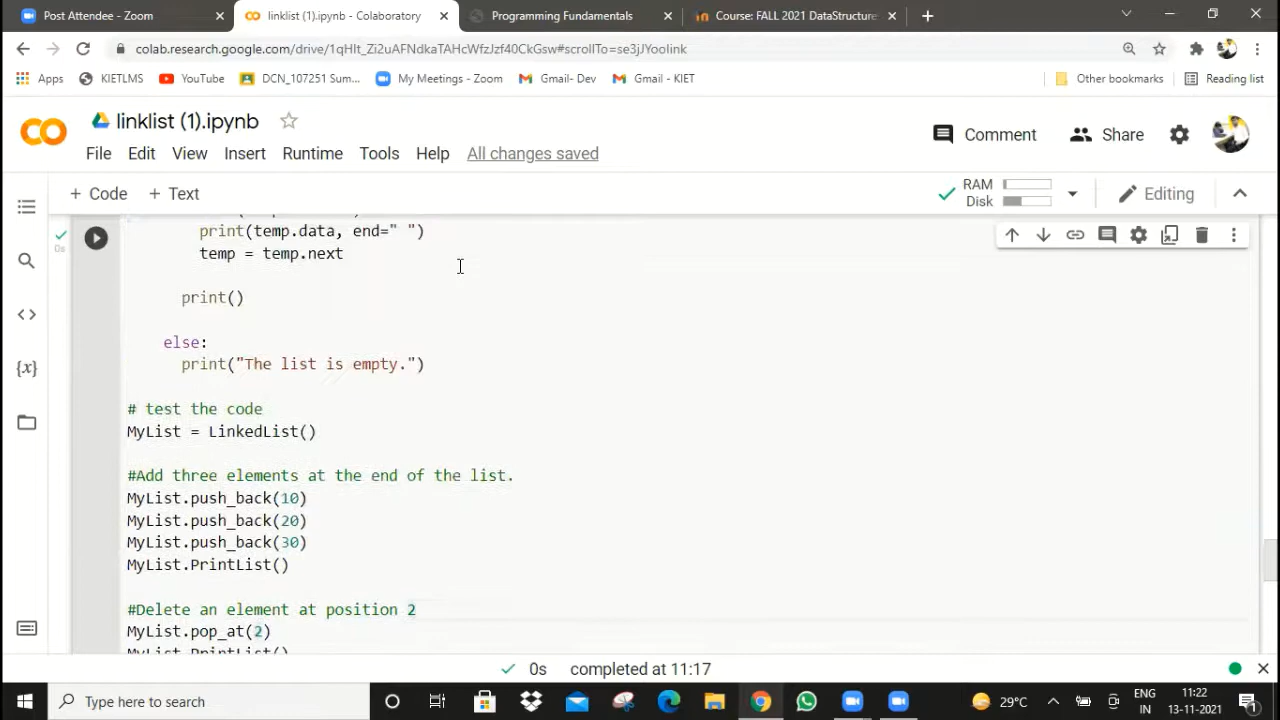 Post Attendee - Zoom
linklist (1).ipynb - Colaboratory
Programming Fundamentals
Course: FALL 2021 DataStructure
colab.research.google.com/drive/1qHIt_Zi2uAFNdkaTAHcWfzJzf40CkGsw#scrollTo=se3jJYoolink
Apps
KIETLMS
YouTube
DCN_107251 Sum...
My Meetings - Zoom
Gmail- Dev
Gmail - KIET
Other bookmarks
Reading list
linklist (1).ipynb
Comment
Share
File Edit View Insert Runtime Tools Help All changes saved
+ Code + Text
RAM
Disk
Editing
0s
print(temp.data, end=" ")
temp = temp.next
print()
else:
print("The list is empty.")
# test the code
MyList = LinkedList()
#Add three elements at the end of the list.
MyList.push_back(10)
MyList.push_back(20)
MyList.push_back(30)
MyList.PrintList()
#Delete an element at position 2
MyList.pop_at(2)
MyList.PrintList()
{x}
0s completed at 11:17
Type here to search
29°C
ENG
IN
11:22
13-11-2021
1